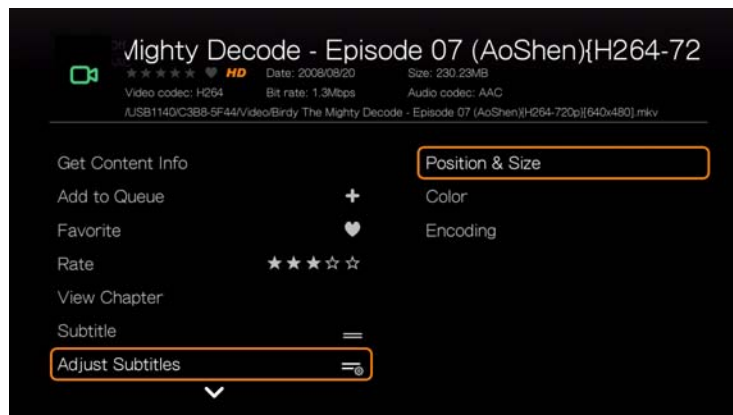 Mighty Decode - Episode 07 (AoShen){H264-72
HD Date: 2008/08/20 Size: 230.23MB
Video codec: H264 Bit rate: 1.3Mbps Audio codec: AAC
/USB1140/C3B8-5F44/Video/Birdy The Mighty Decode - Episode 07 (AoShen){H264-720p}[640x480].mkv
Get Content Info
Add to Queue
Favorite
Rate
View Chapter
Subtitle
Adjust Subtitles
Position & Size
Color
Encoding